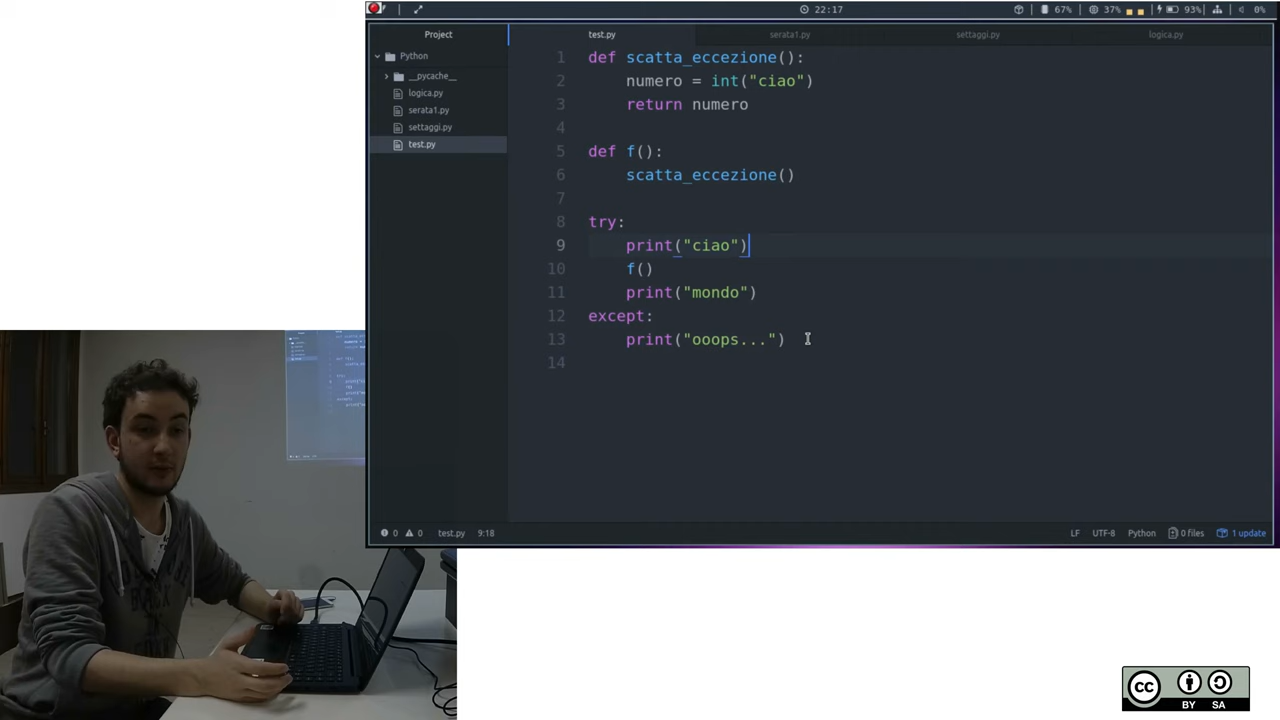 22:17
67%
37%
93%
0%
Project
test.py
serata1.py
settaggi.py
logica.py
Python
__pycache__
logica.py
serata1.py
settaggi.py
test.py
1 def scatta_eccezione():
2 numero = int("ciao")
3 return numero
4
5 def f():
6 scatta_eccezione()
7
8 try:
9 print("ciao")
10 f()
11 print("mondo")
12 except:
13 print("ooops...")
14
0 0 test.py 9:18
LF UTF-8 Python 0 files 1 update
cc
BY SA